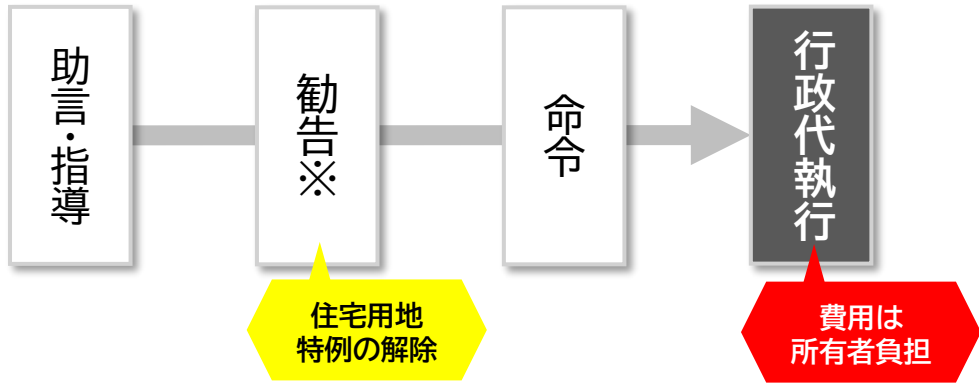 助言・指導
勧告※
命令
行政代執行
住宅用地
特例の解除
費用は
所有者負担